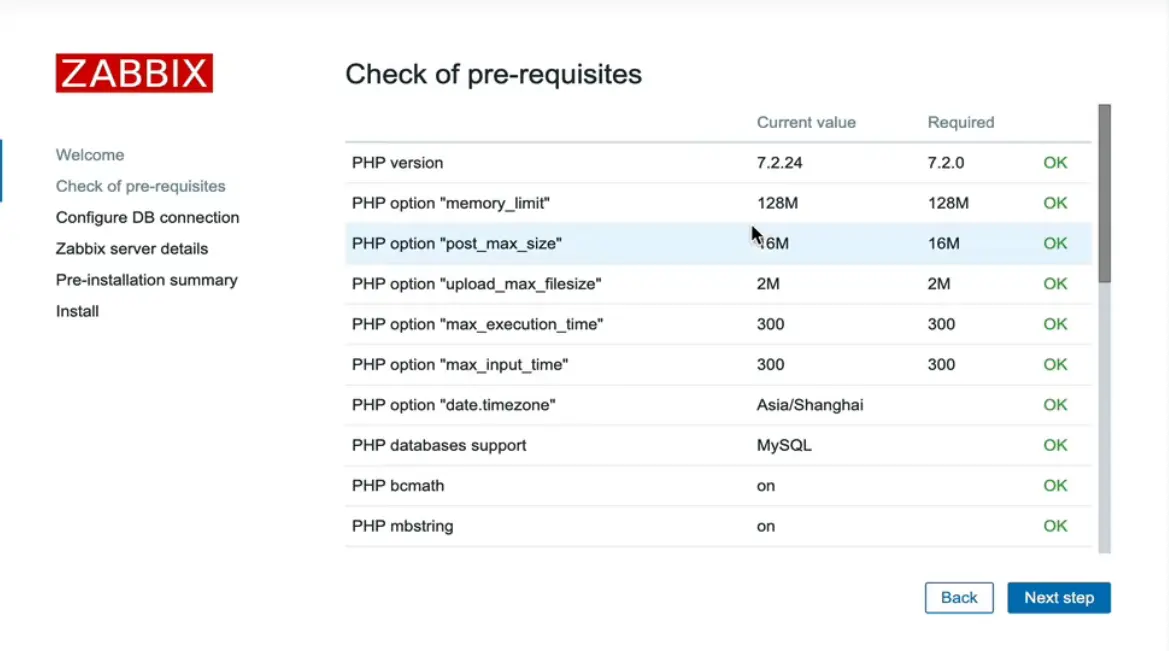 ZABBIX
Check of pre-requisites
Welcome
Check of pre-requisites
Configure DB connection
Zabbix server details
Pre-installation summary
Install
Current value Required
PHP version 7.2.24 7.2.0 OK
PHP option "memory_limit" 128M 128M OK
PHP option "post_max_size" 16M 16M OK
PHP option "upload_max_filesize" 2M 2M OK
PHP option "max_execution_time" 300 300 OK
PHP option "max_input_time" 300 300 OK
PHP option "date.timezone" Asia/Shanghai OK
PHP databases support MySQL OK
PHP bcmath on OK
PHP mbstring on OK
Back Next step